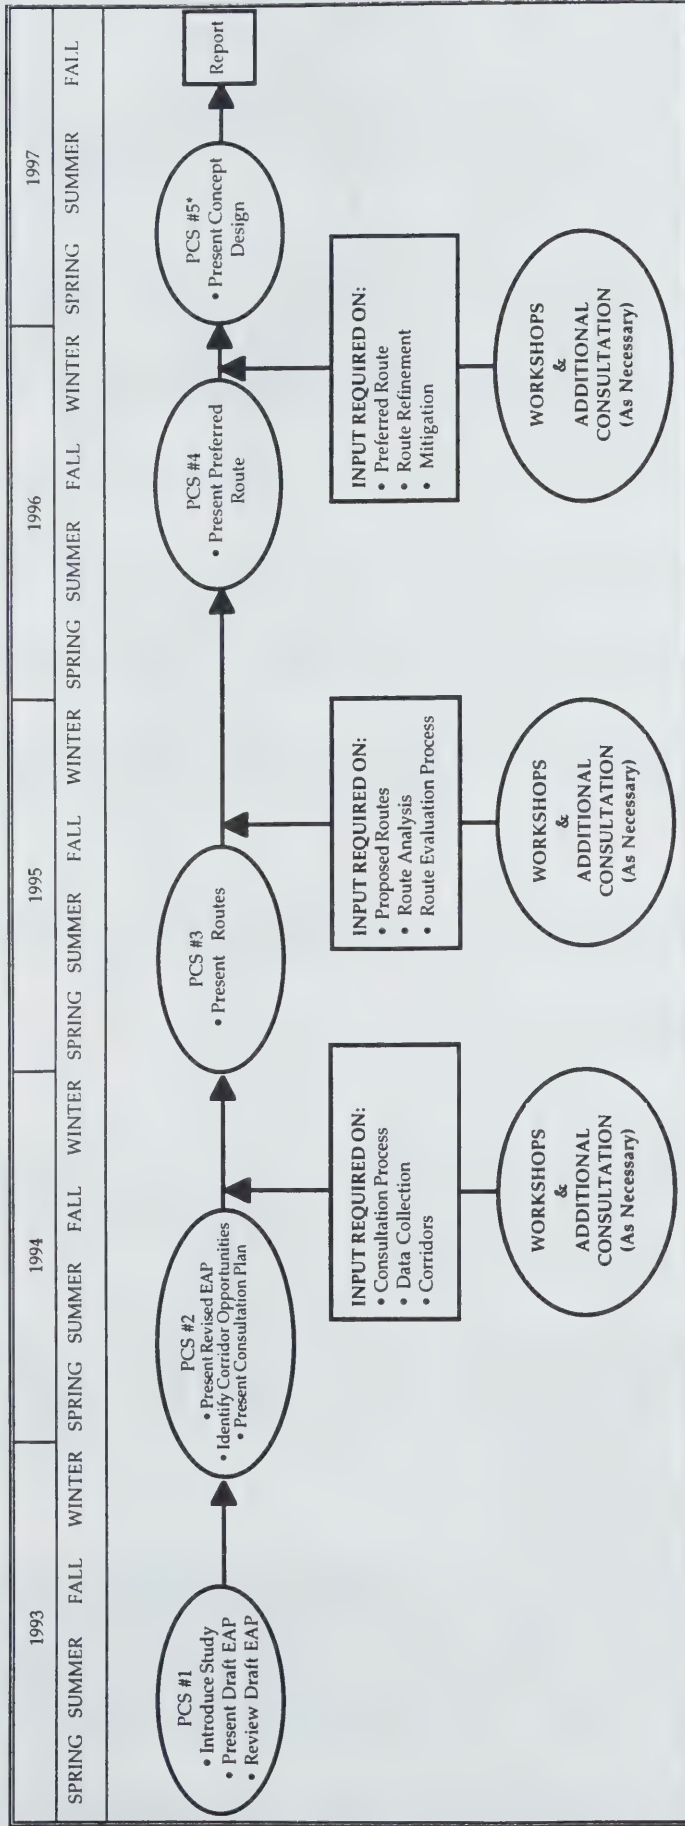 1993
1994
1995
1996
1997
SPRING SUMMER FALL WINTER SPRING SUMMER FALL WINTER SPRING SUMMER FALL WINTER SPRING SUMMER FALL WINTER SPRING SUMMER FALL
PCS #1
• Introduce Study
• Present Draft EAP
• Review Draft EAP
PCS #2
• Present Revised EAP
• Identify Corridor Opportunities
• Present Consultation Plan
PCS #3
• Present Routes
PCS #4
• Present Preferred
Route
PCS #5*
• Present Concept
Design
Report
INPUT REQUIRED ON:
• Consultation Process
• Data Collection
• Corridors
INPUT REQUIRED ON:
• Proposed Routes
• Route Analysis
• Route Evaluation Process
INPUT REQUIRED ON:
• Preferred Route
• Route Refinement
• Mitigation
WORKSHOPS
&
ADDITIONAL
CONSULTATION
(As Necessary)
WORKSHOPS
&
ADDITIONAL
CONSULTATION
(As Necessary)
WORKSHOPS
&
ADDITIONAL
CONSULTATION
(As Necessary)